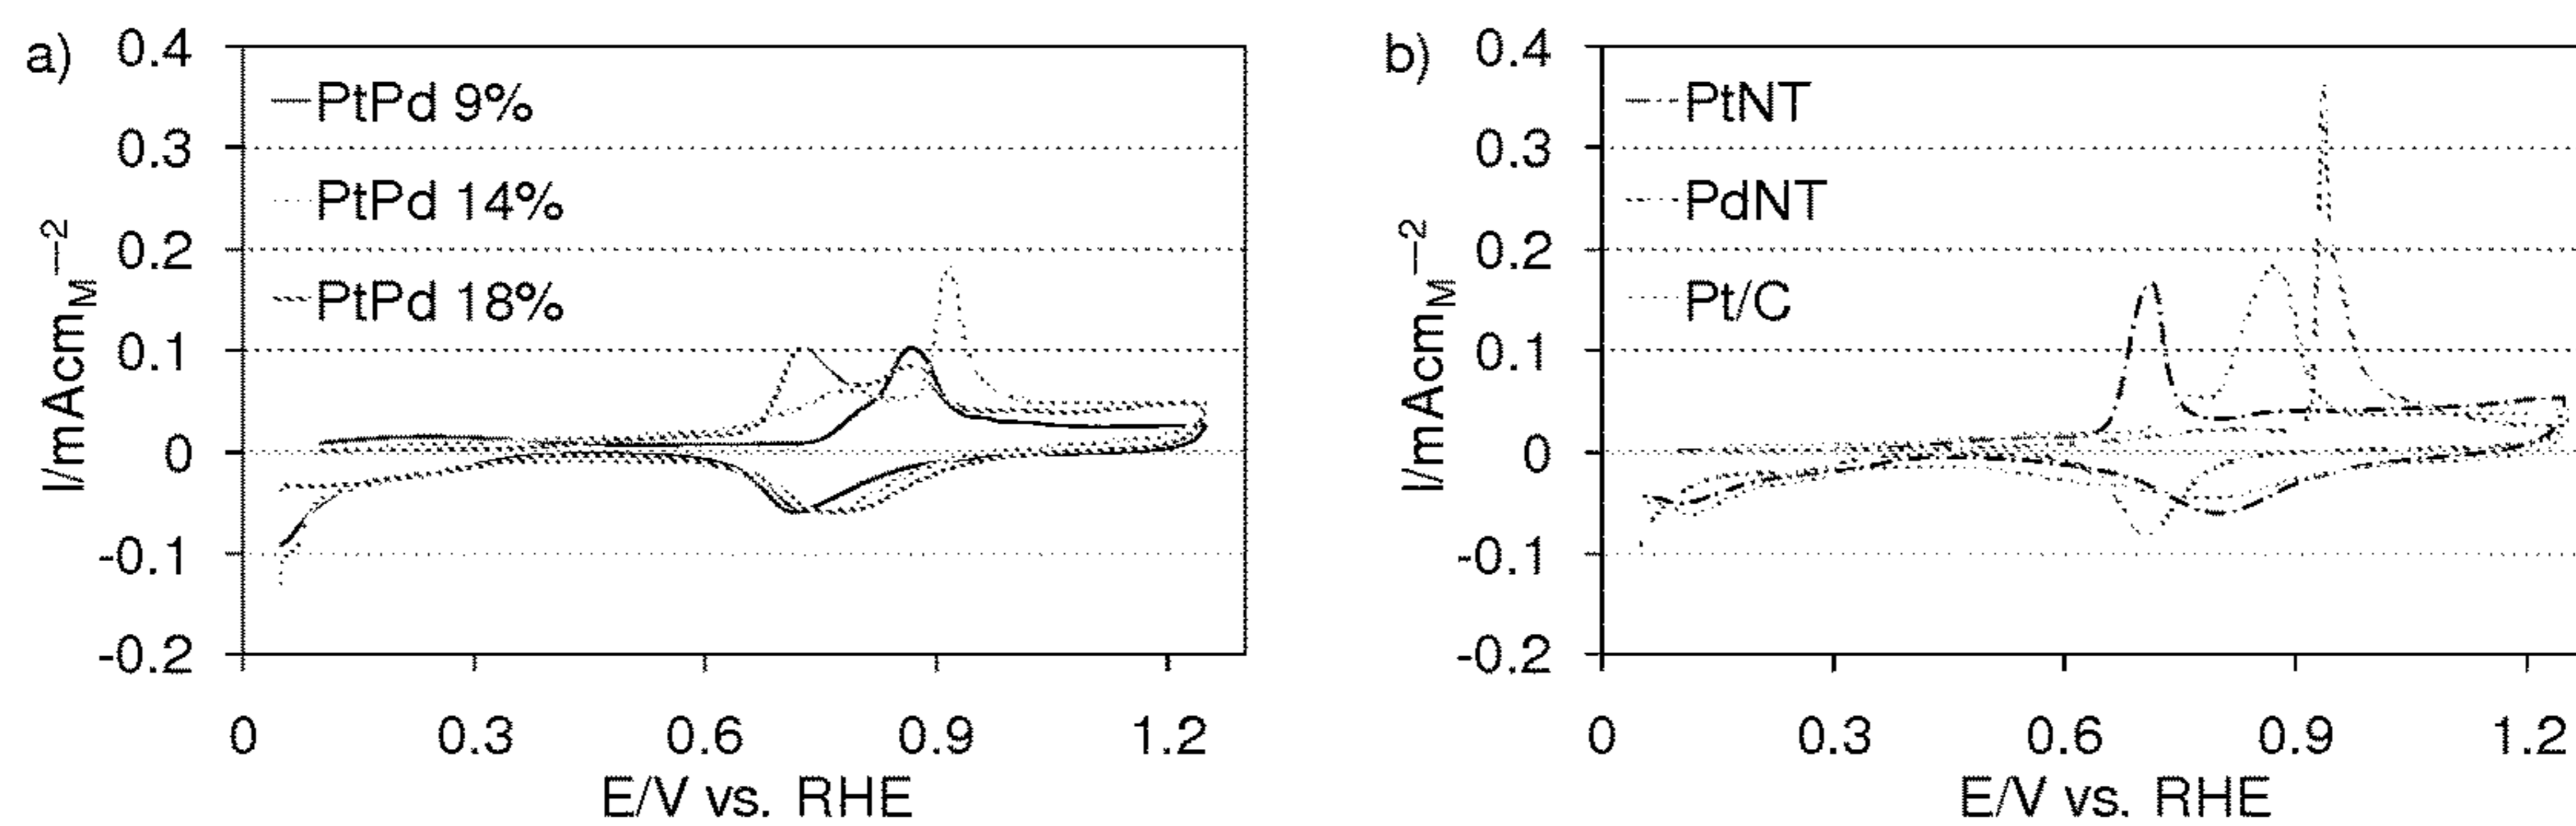 a)
0.4
0.3
0.2
0.1
0
-0.1
-0.2
I/mAcm_M^—2
PtPd 9%
PtPd 14%
PtPd 18%
0 0.3 0.6 0.9 1.2
E/V vs. RHE
b)
0.4
0.3
0.2
0.1
0
-0.1
-0.2
I/mAcm_M^—2
PtNT
PdNT
Pt/C
0 0.3 0.6 0.9 1.2
E/V vs. RHE